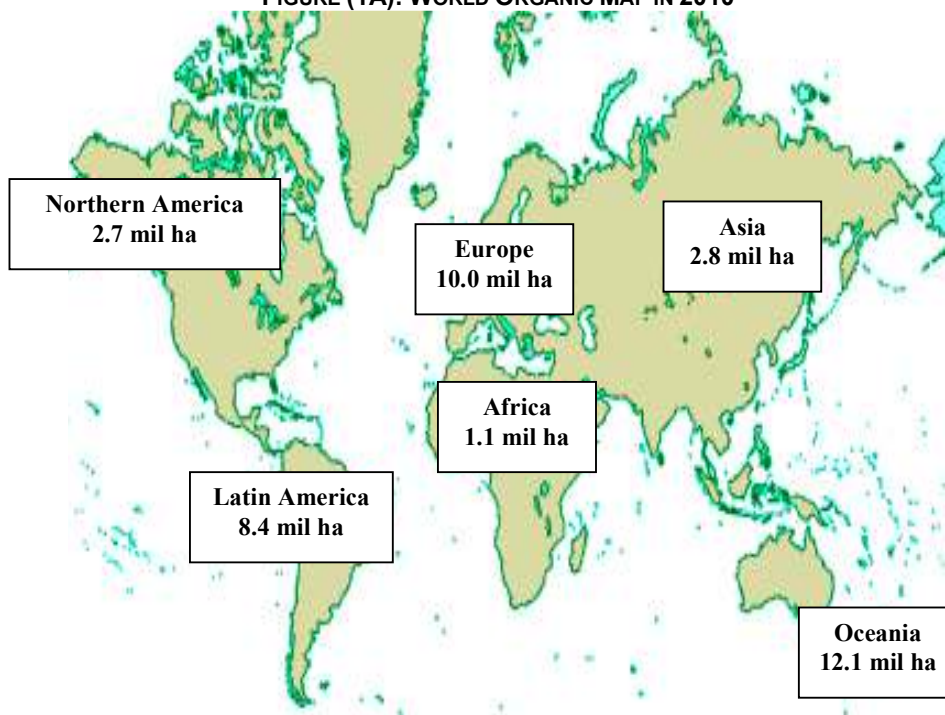 FIGURE (1A): WORLD ORGANIC MAP IN 2010
Northern America
2.7 mil ha
Europe
10.0 mil ha
Asia
2.8 mil ha
Africa
1.1 mil ha
Latin America
8.4 mil ha
Oceania
12.1 mil ha